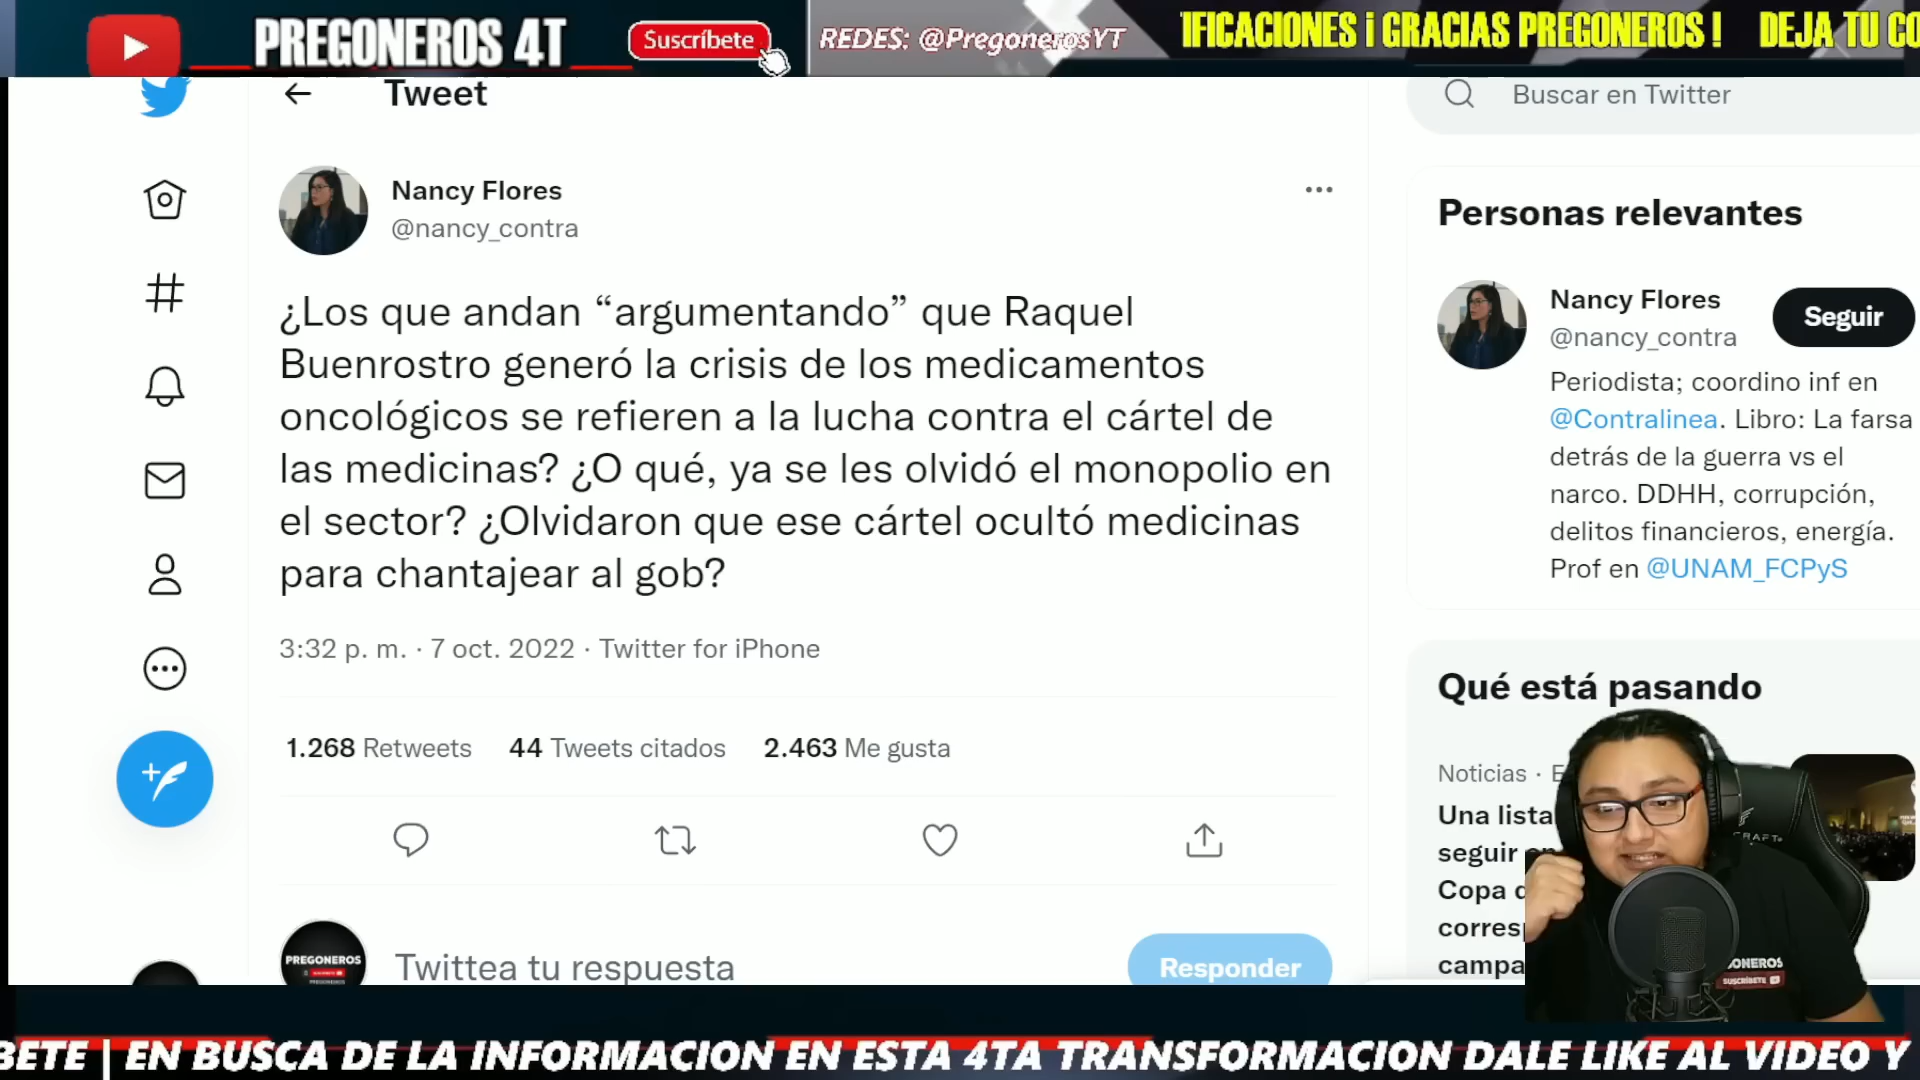 PREGONEROS 4T
Suscríbete
REDES: @PregonerosYT
IFICACIONES ¡ GRACIAS PREGONEROS !    DEJA TU CO
Tweet
Buscar en Twitter
Nancy Flores
@nancy_contra
¿Los que andan “argumentando” que Raquel
Buenrostro generó la crisis de los medicamentos
oncológicos se refieren a la lucha contra el cártel de
las medicinas? ¿O qué, ya se les olvidó el monopolio en
el sector? ¿Olvidaron que ese cártel ocultó medicinas
para chantajear al gob?
3:32 p. m. · 7 oct. 2022 · Twitter for iPhone
1.268 Retweets 44 Tweets citados 2.463 Me gusta
PREGONEROS
Twittea tu respuesta
Responder
Personas relevantes
Nancy Flores
@nancy_contra
Seguir
Periodista; coordino inf en
@Contralinea. Libro: La farsa
detrás de la guerra vs el
narco. DDHH, corrupción,
delitos financieros, energía.
Prof en @UNAM_FCPyS
Qué está pasando
Noticias · E
Una lista
seguir en
Copa d
corresp
campa
CRAFT
ONEROS
SUSCRÍBETE
BETE | EN BUSCA DE LA INFORMACION EN ESTA 4TA TRANSFORMACION DALE LIKE AL VIDEO Y